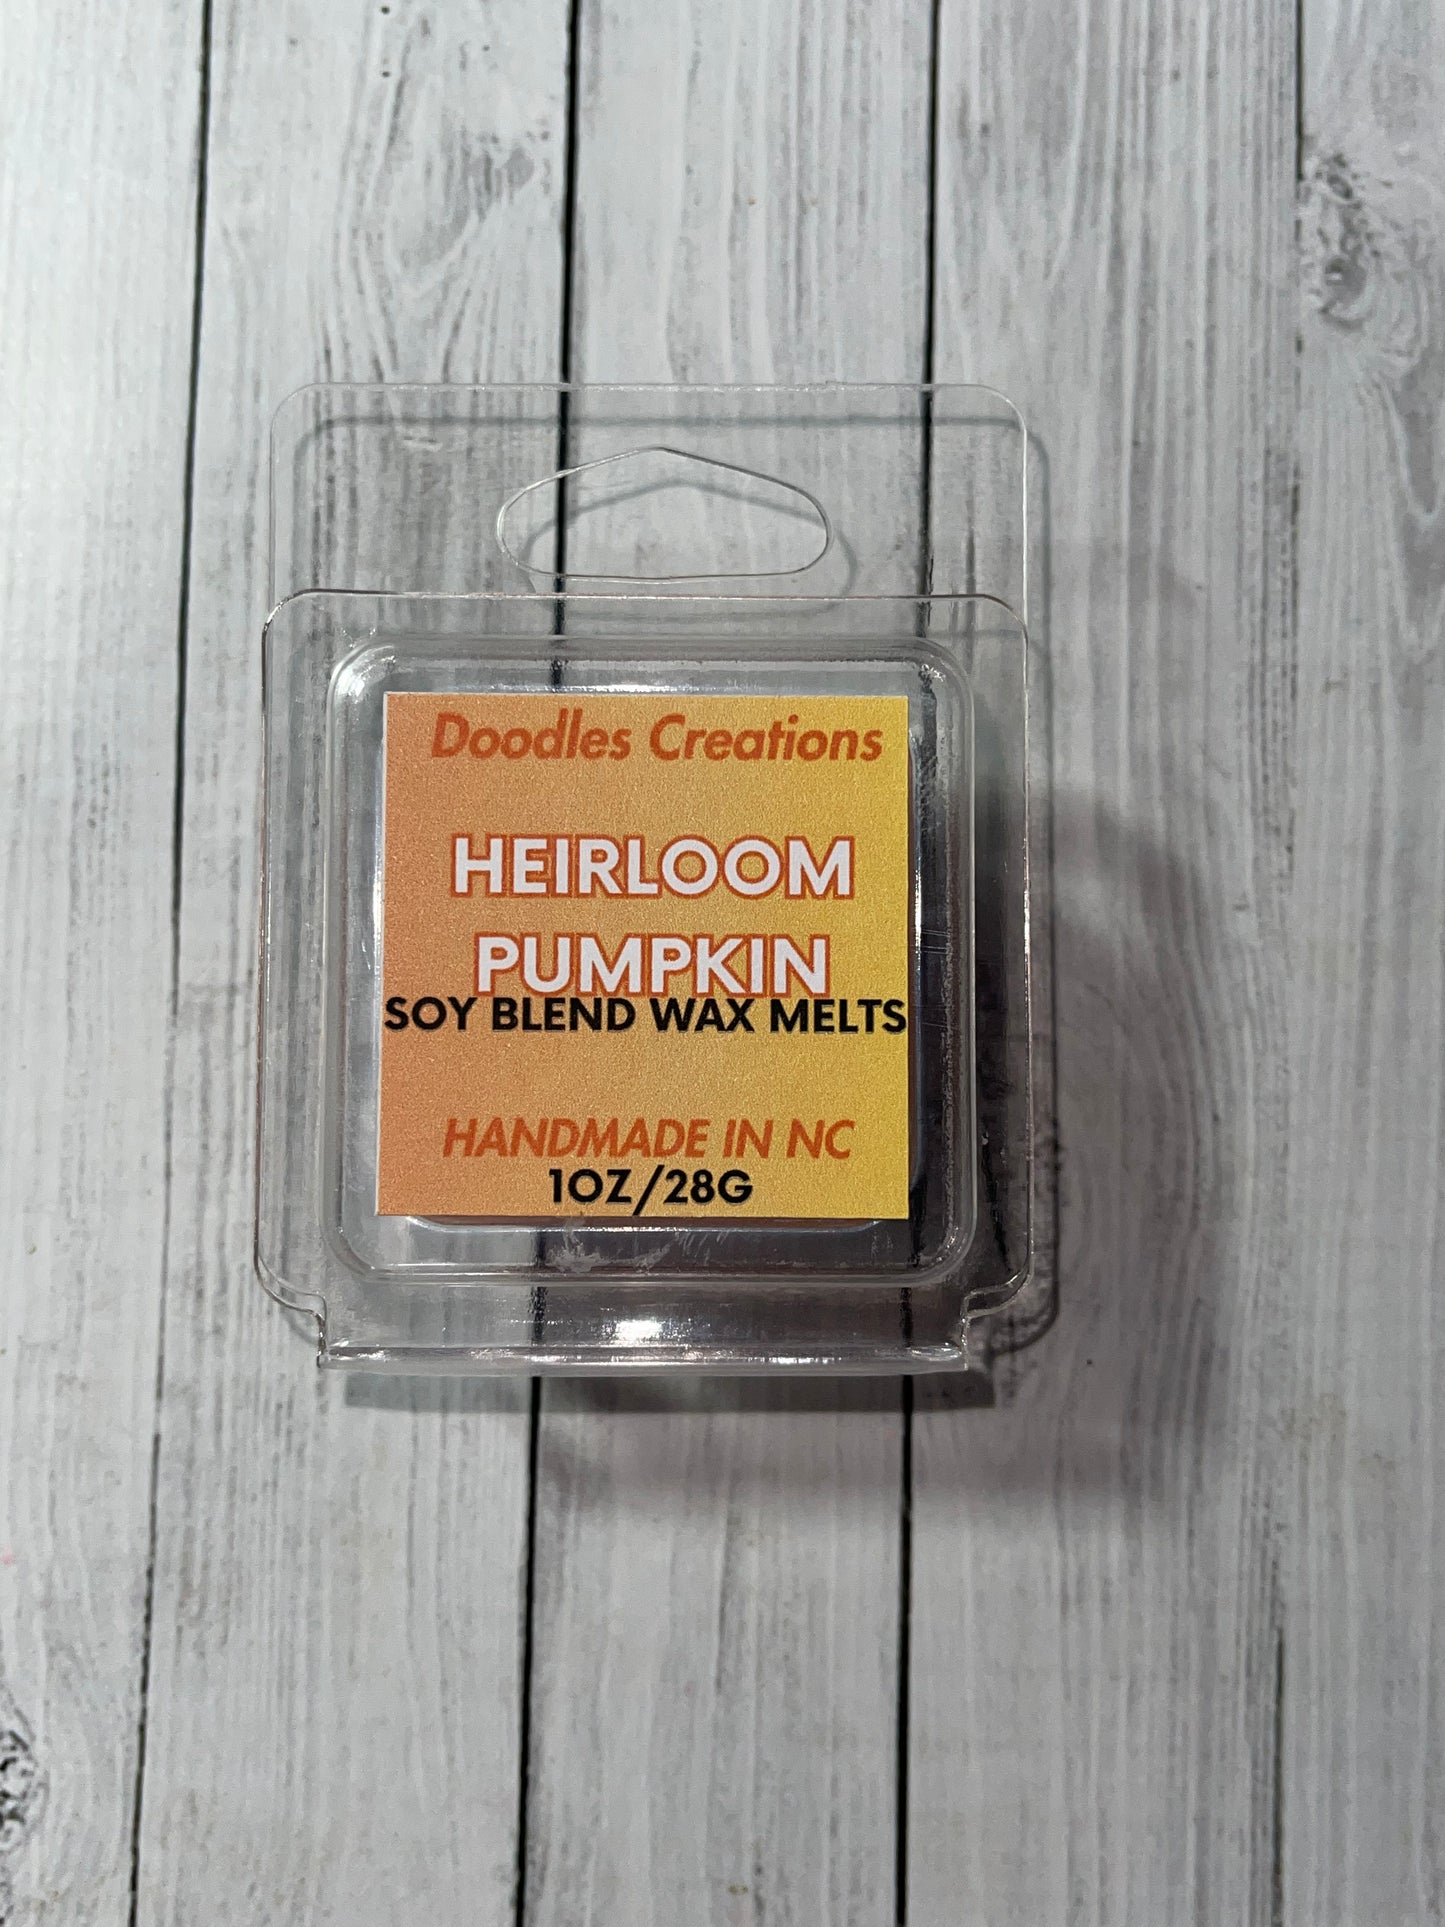 Doodles Creations
HEIRLOOM
PUMPKIN
SOY BLEND WAX MELTS
HANDMADE IN NC
1OZ/28G